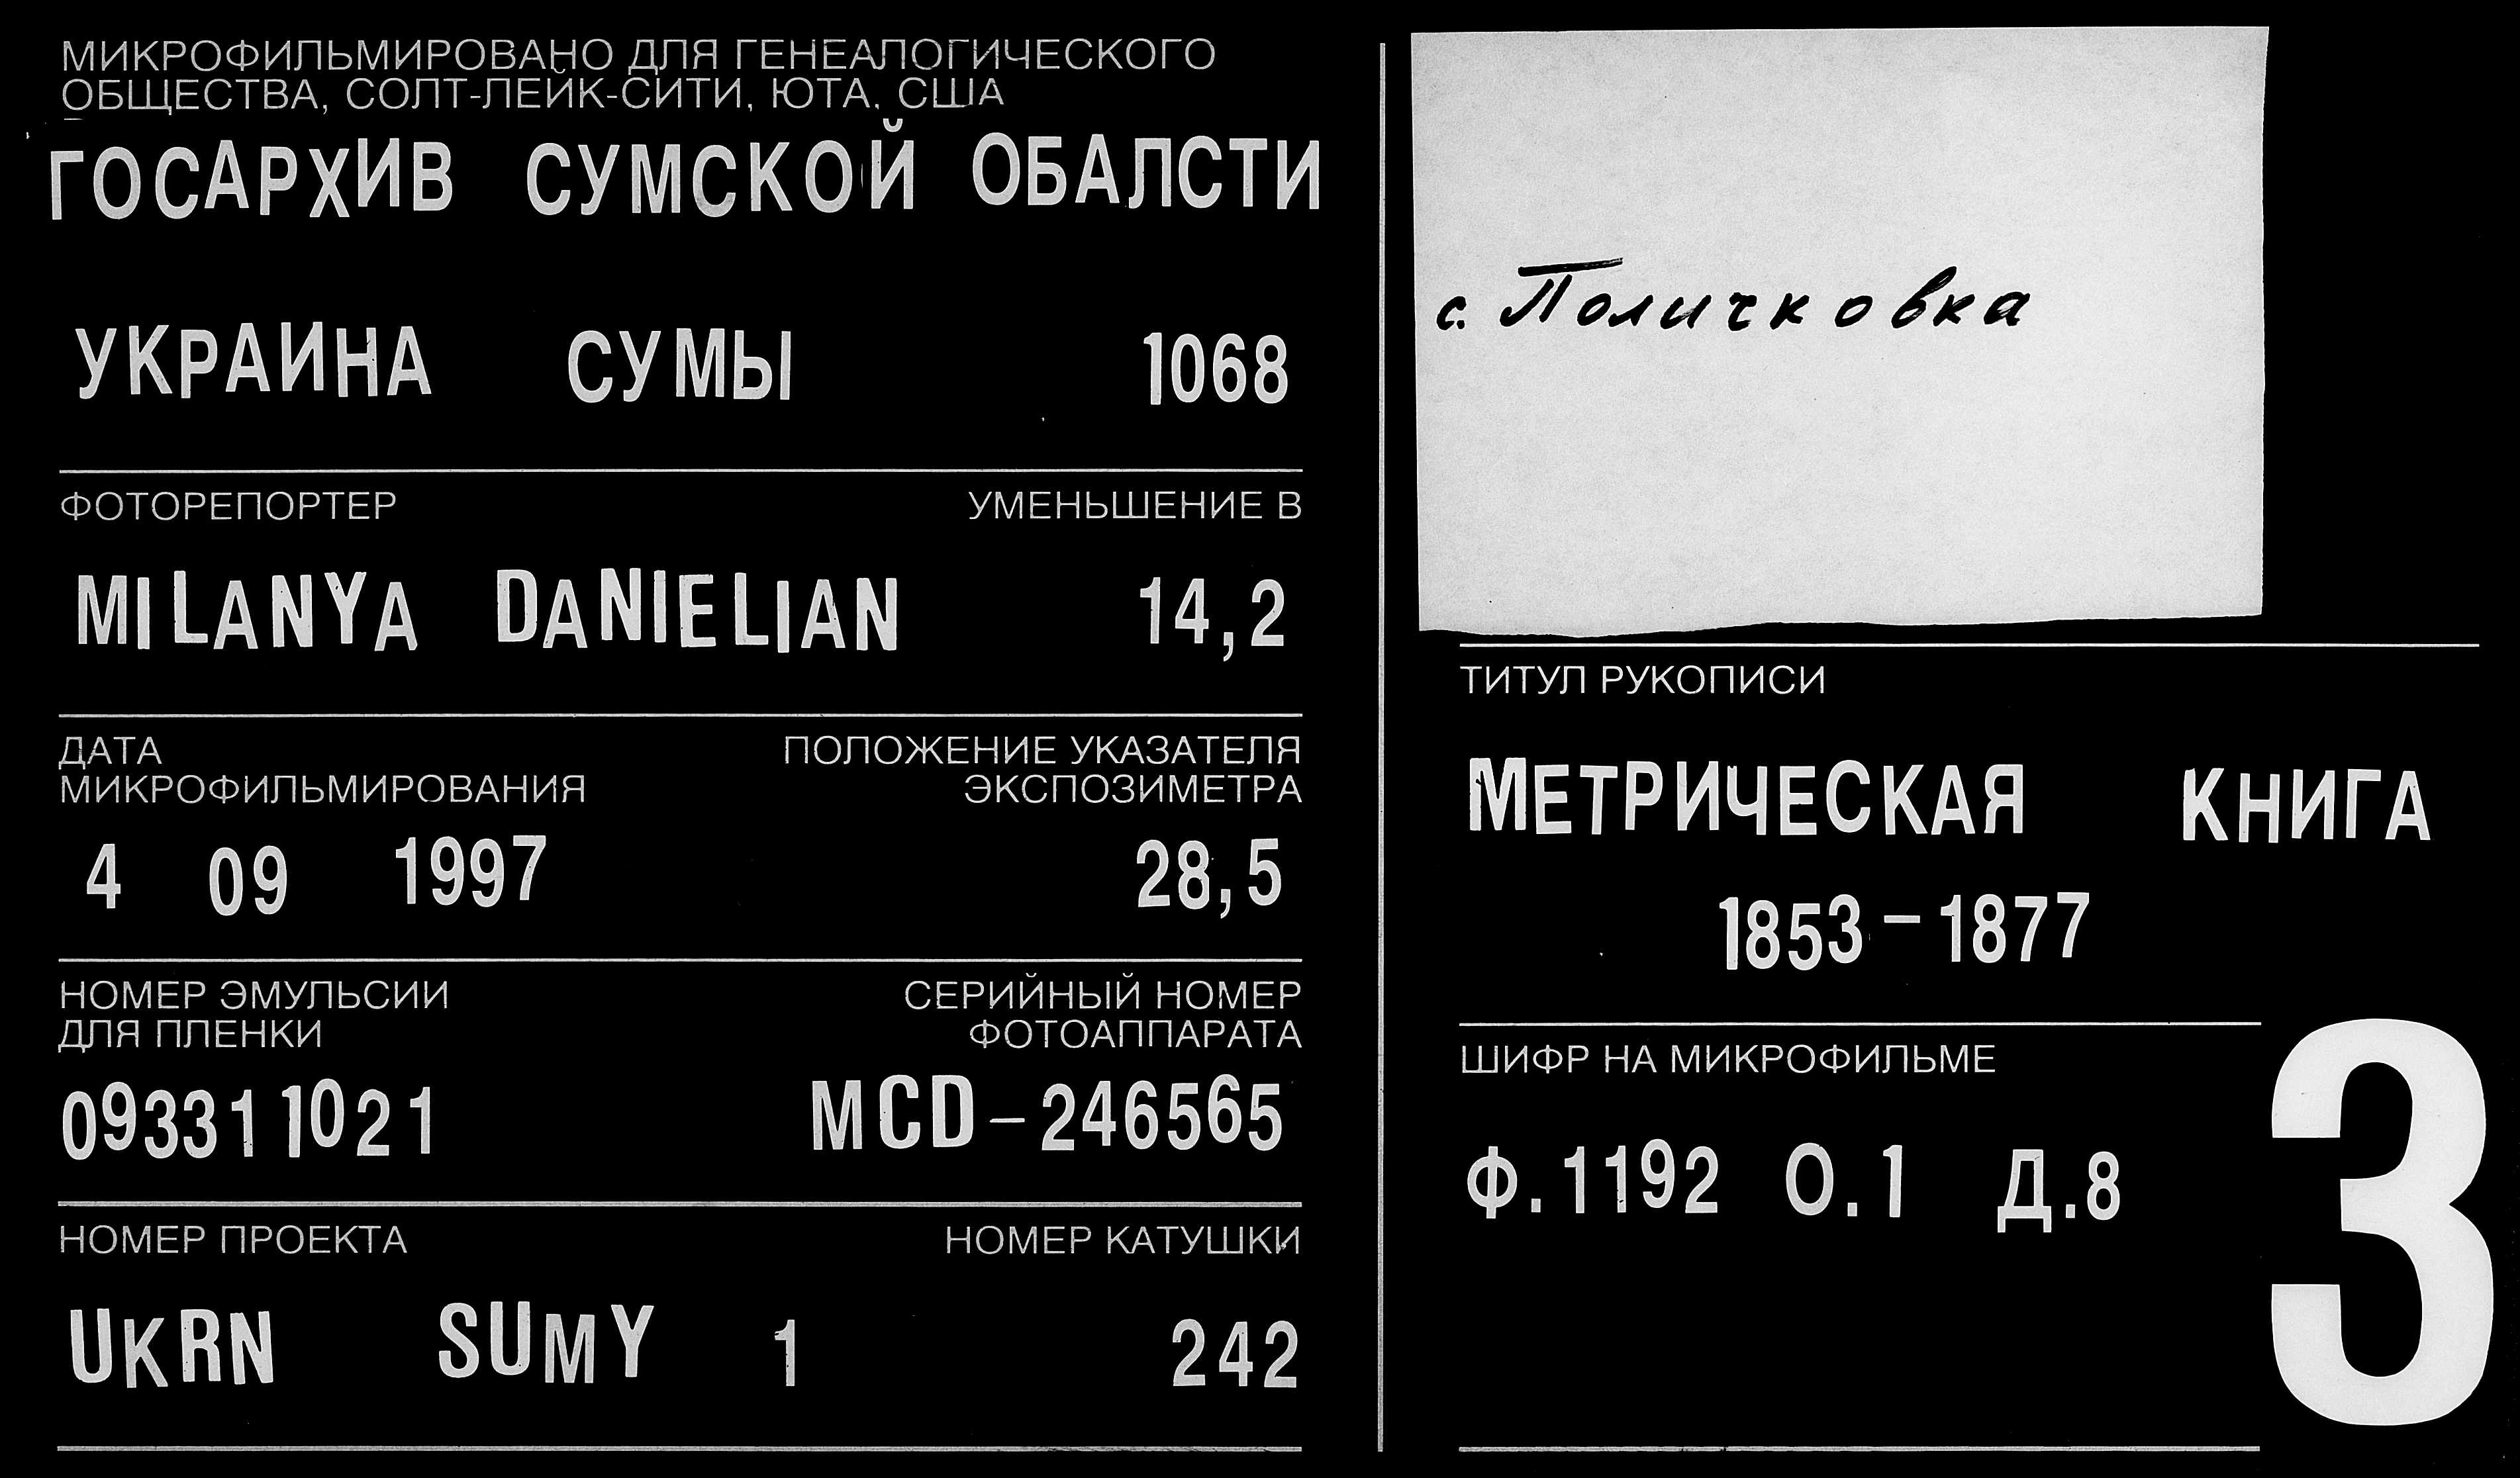 МИКРОФИЛЬМИРОВАНО ДЛЯ ГЕНЕАЛОГИЧЕСКОГО
ОБЩЕСТВА, СОЛТ-ЛЕЙК-СИТИ, ЮТА, США
ГОСАРХИВ СУМСКОЙ ОБАЛСТИ
УКРАИНА СУМЫ 1068
ФОТОРЕПОРТЕР УМЕНЬШЕНИЕ В
MILANYA DANIELIAN 14,2
ДАТА ПОЛОЖЕНИЕ УКАЗАТЕЛЯ
МИКРОФИЛЬМИРОВАНИЯ ЭКСПОЗИМЕТРА
4 09 1997 28,5
НОМЕР ЭМУЛЬСИИ СЕРИЙНЫЙ НОМЕР
ДЛЯ ПЛЕНКИ ФОТОАППАРАТА
093311021 MCD-246565
НОМЕР ПРОЕКТА НОМЕР КАТУШКИ
UKRN SUMY 1 242
с. Поличковка
ТИТУЛ РУКОПИСИ
МЕТРИЧЕСКАЯ КНИГА
1853-1877
ШИФР НА МИКРОФИЛЬМЕ
Ф.1192 О.1 Д.8
3